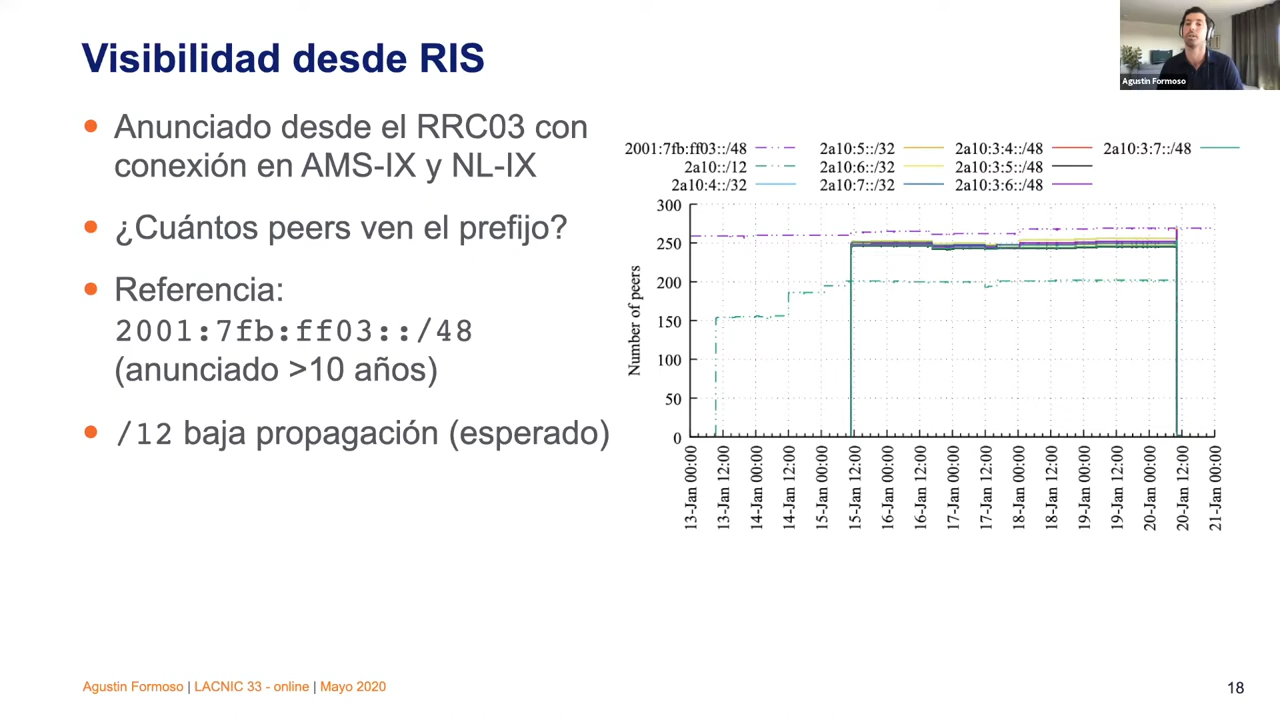 Visibilidad desde RIS
Agustin Formoso
Anunciado desde el RRC03 con
conexión en AMS-IX y NL-IX
¿Cuántos peers ven el prefijo?
Referencia:
2001:7fb:ff03::/48
(anunciado >10 años)
/12 baja propagación (esperado)
2001:7fb:ff03::/48
2a10::/12
2a10:4::/32
2a10:5::/32
2a10:6::/32
2a10:7::/32
2a10:3:4::/48
2a10:3:5::/48
2a10:3:6::/48
2a10:3:7::/48
Number of peers
300
250
200
150
100
50
0
13-Jan 00:00
13-Jan 12:00
14-Jan 00:00
14-Jan 12:00
15-Jan 00:00
15-Jan 12:00
16-Jan 00:00
16-Jan 12:00
17-Jan 00:00
17-Jan 12:00
18-Jan 00:00
18-Jan 12:00
19-Jan 00:00
19-Jan 12:00
20-Jan 00:00
20-Jan 12:00
21-Jan 00:00
Agustin Formoso | LACNIC 33 - online | Mayo 2020
18